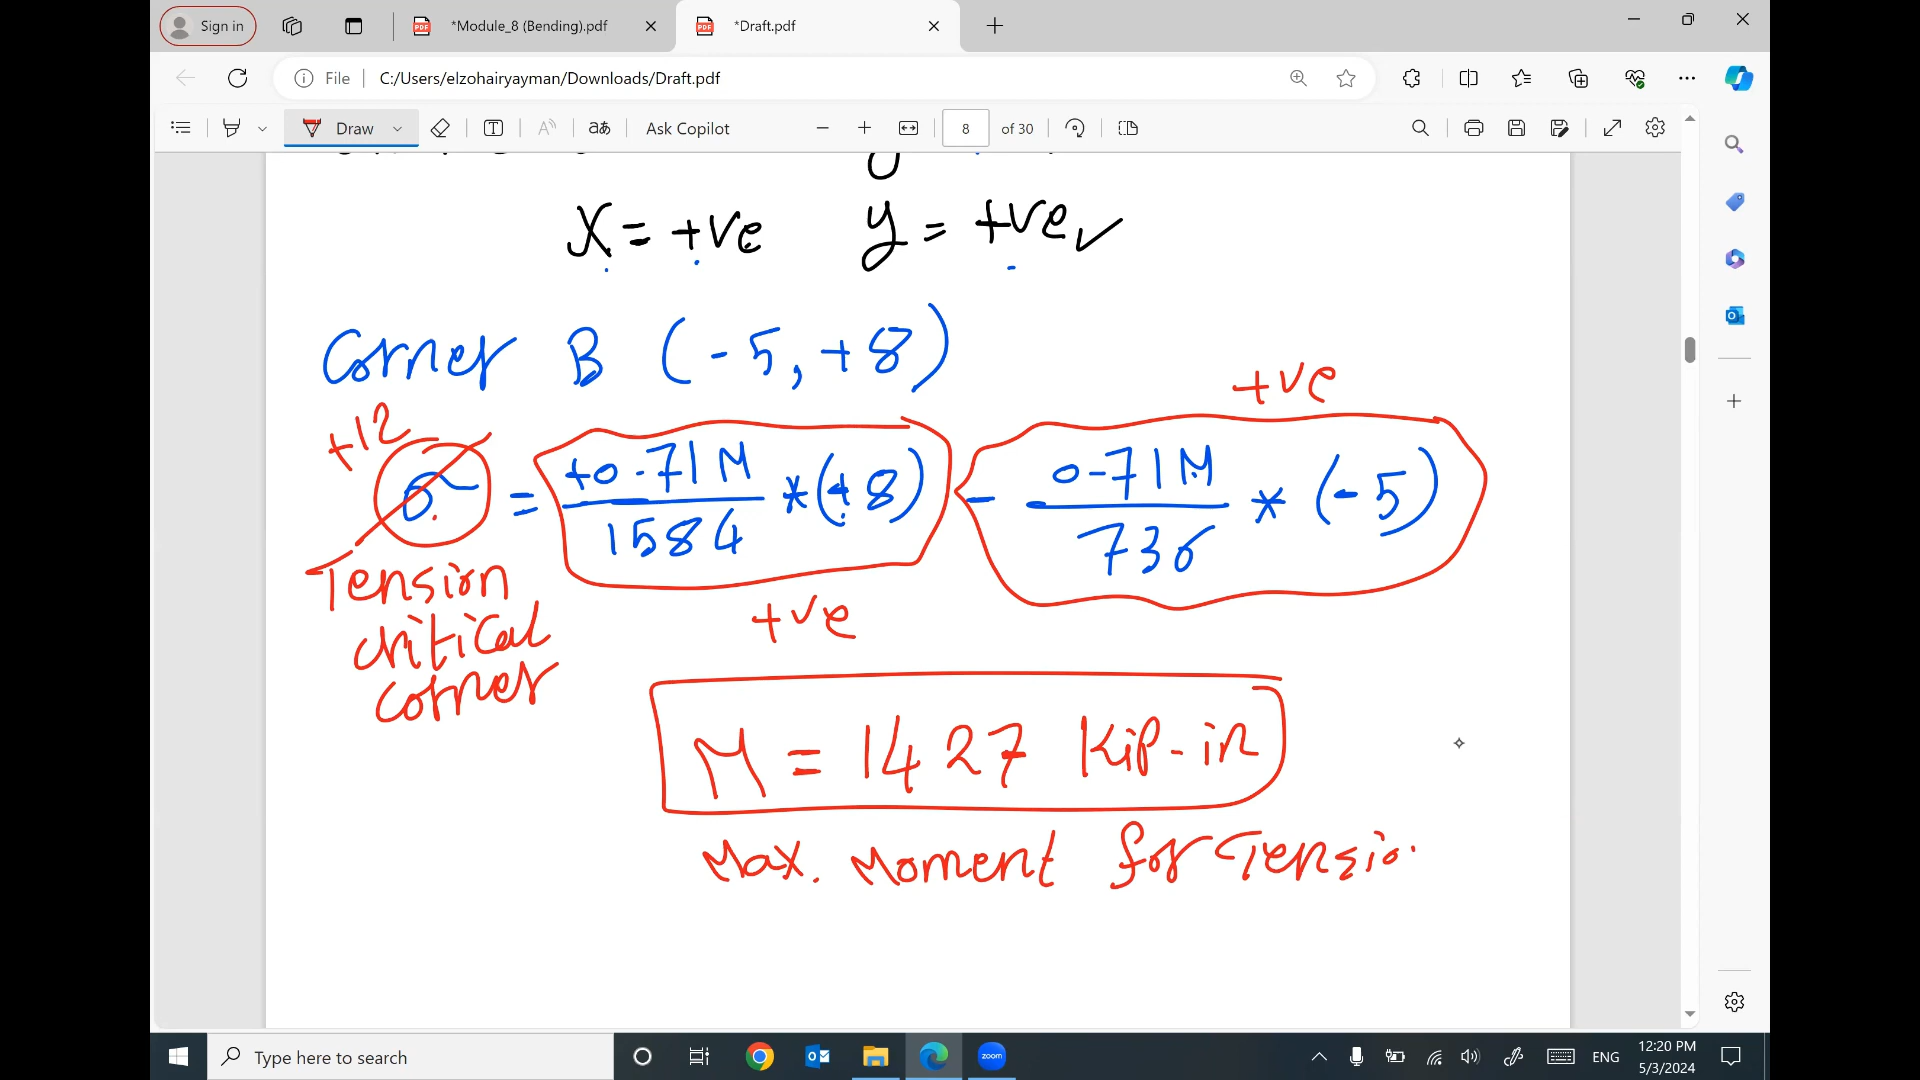 Sign in
*Module_8 (Bending).pdf
*Draft.pdf
File
C:/Users/elzohairyayman/Downloads/Draft.pdf
Draw
Ask Copilot
8
of 30
X = +ve y = +ve ✓
Corner B (-5, +8)
+ve
+12
σ = +0.71M / 1584 * (+8) - 0.71M / 736 * (-5)
Tension
critical
corner
+ve
M = 1427 Kip-in
Max. Moment for Tensio
Type here to search
zoom
ENG
12:20 PM
5/3/2024